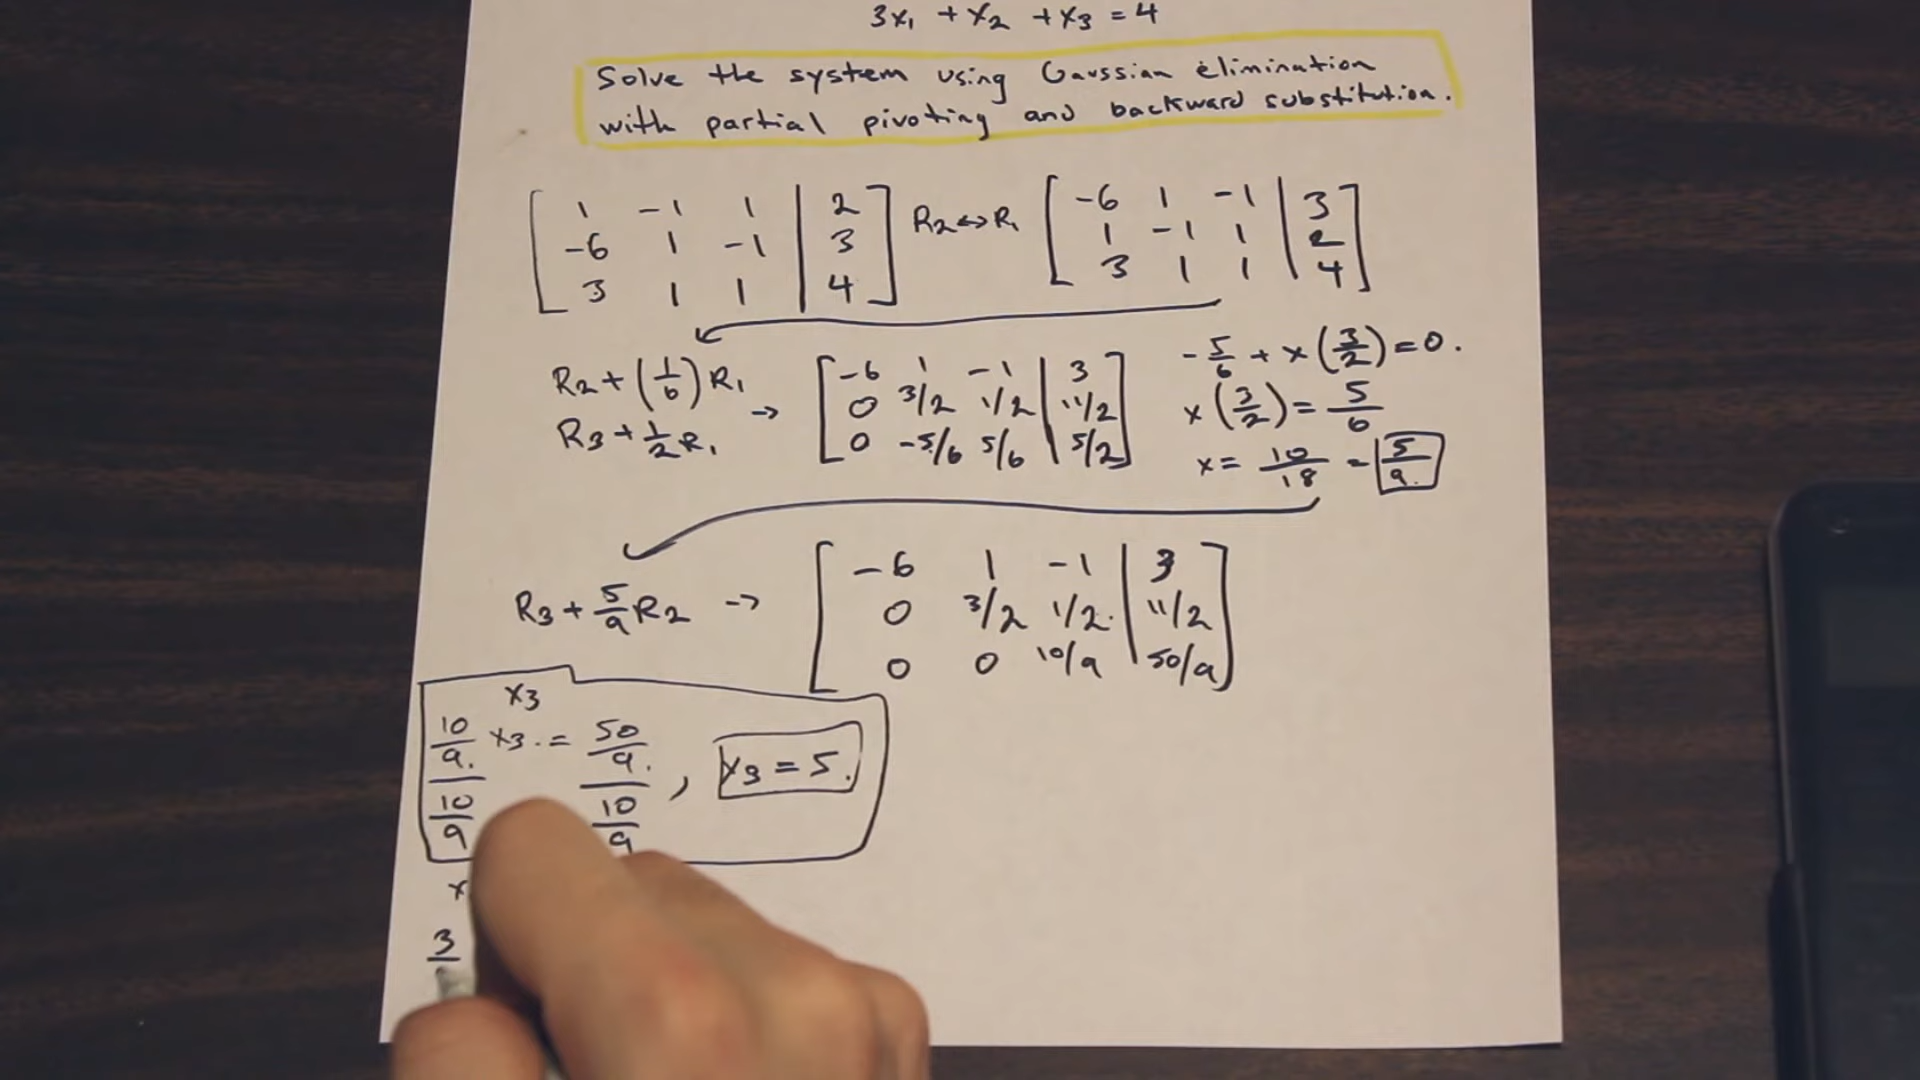 3x₁ + x₂ + x₃ = 4
Solve the system using Gaussian elimination
with partial pivoting and backward substitution.
[ 1 -1 1 | 2 ] R₂ ↔ R₁ [ -6 1 -1 | 3 ]
[ -6 1 -1 | 3 ] [ 1 -1 1 | 2 ]
[ 3 1 1 | 4 ] [ 3 1 1 | 4 ]
R₂ + (1/6) R₁
R₃ + 1/2 R₁ →
[ -6 1 -1 | 3 ]
[ 0 3/2 1/2 | 11/2 ]
[ 0 -5/6 5/6 | 5/2 ]
-5/6 + x (3/2) = 0.
x (3/2) = 5/6
x = 10/18 = 5/9.
R₃ + 5/9 R₂ →
[ -6 1 -1 | 3 ]
[ 0 3/2 1/2. | 11/2 ]
[ 0 0 10/9 | 50/9 ]
x₃
10/9. x₃. = 50/9. , x₃ = 5.
10/9 10/9
x
3